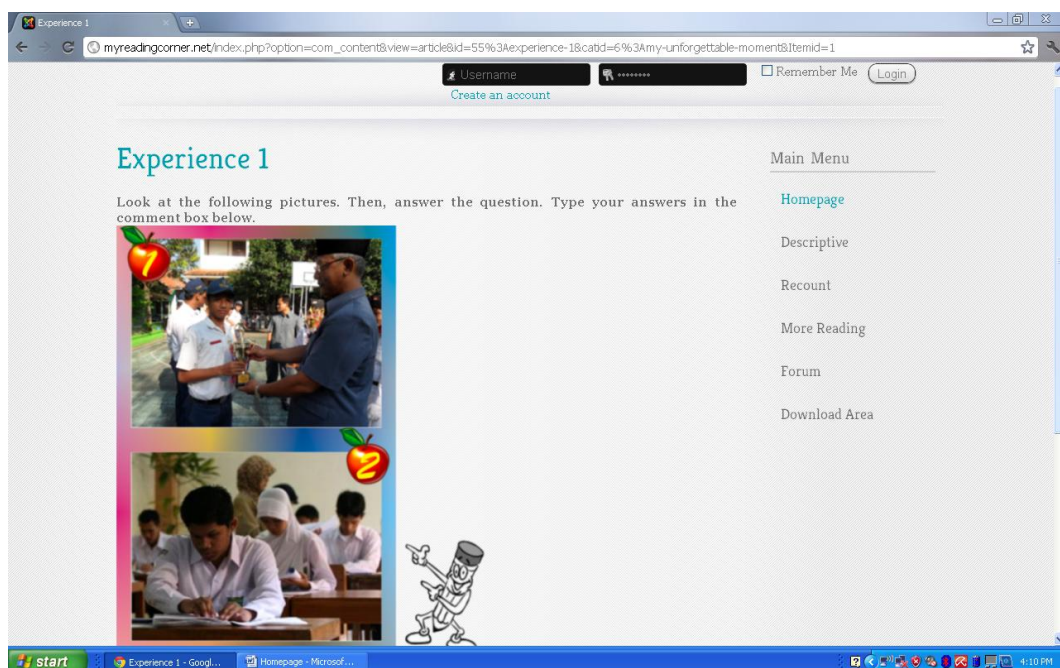 Experience 1
myreadingcorner.net/index.php?option=com_content&view=article&id=55%3Aexperience-1&catid=6%3Amy-unforgettable-moment&Itemid=1
Username
Remember Me
Login
Create an account
Experience 1
Look at the following pictures. Then, answer the question. Type your answers in the
comment box below.
1
2
Main Menu
Homepage
Descriptive
Recount
More Reading
Forum
Download Area
start
Experience 1 - Googl...
Homepage - Microsof...
4:10 PM